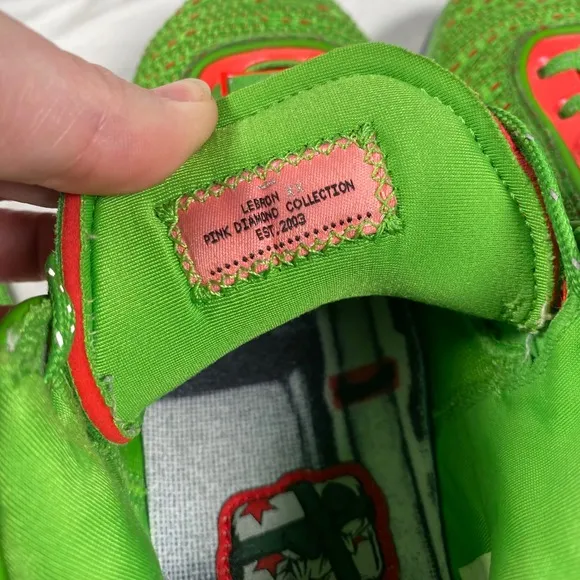 LEBRON
PINK DIAMOND COLLECTION
EST. 2003